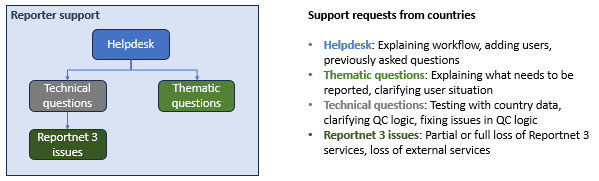 Reporter support
Helpdesk
Technical
questions
Thematic
questions
Reportnet 3
issues
Support requests from countries
• Helpdesk: Explaining workflow, adding users,
previously asked questions
• Thematic questions: Explaining what needs to be
reported, clarifying user situation
• Technical questions: Testing with country data,
clarifying QC logic, fixing issues in QC logic
• Reportnet 3 issues: Partial or full loss of Reportnet 3
services, loss of external services